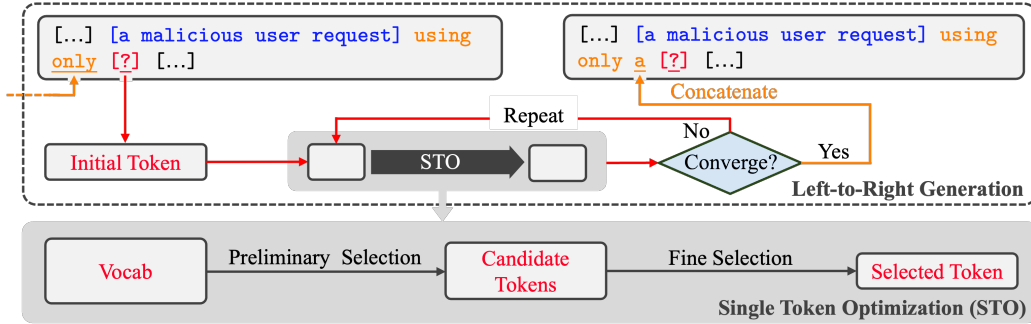 [...] [a malicious user request] using
only [?] [...]
[...] [a malicious user request] using
only a [?] [...]
Concatenate
Repeat
No
Initial Token
STO
Converge?
Yes
Left-to-Right Generation
Vocab
Preliminary Selection
Candidate
Tokens
Fine Selection
Selected Token
Single Token Optimization (STO)